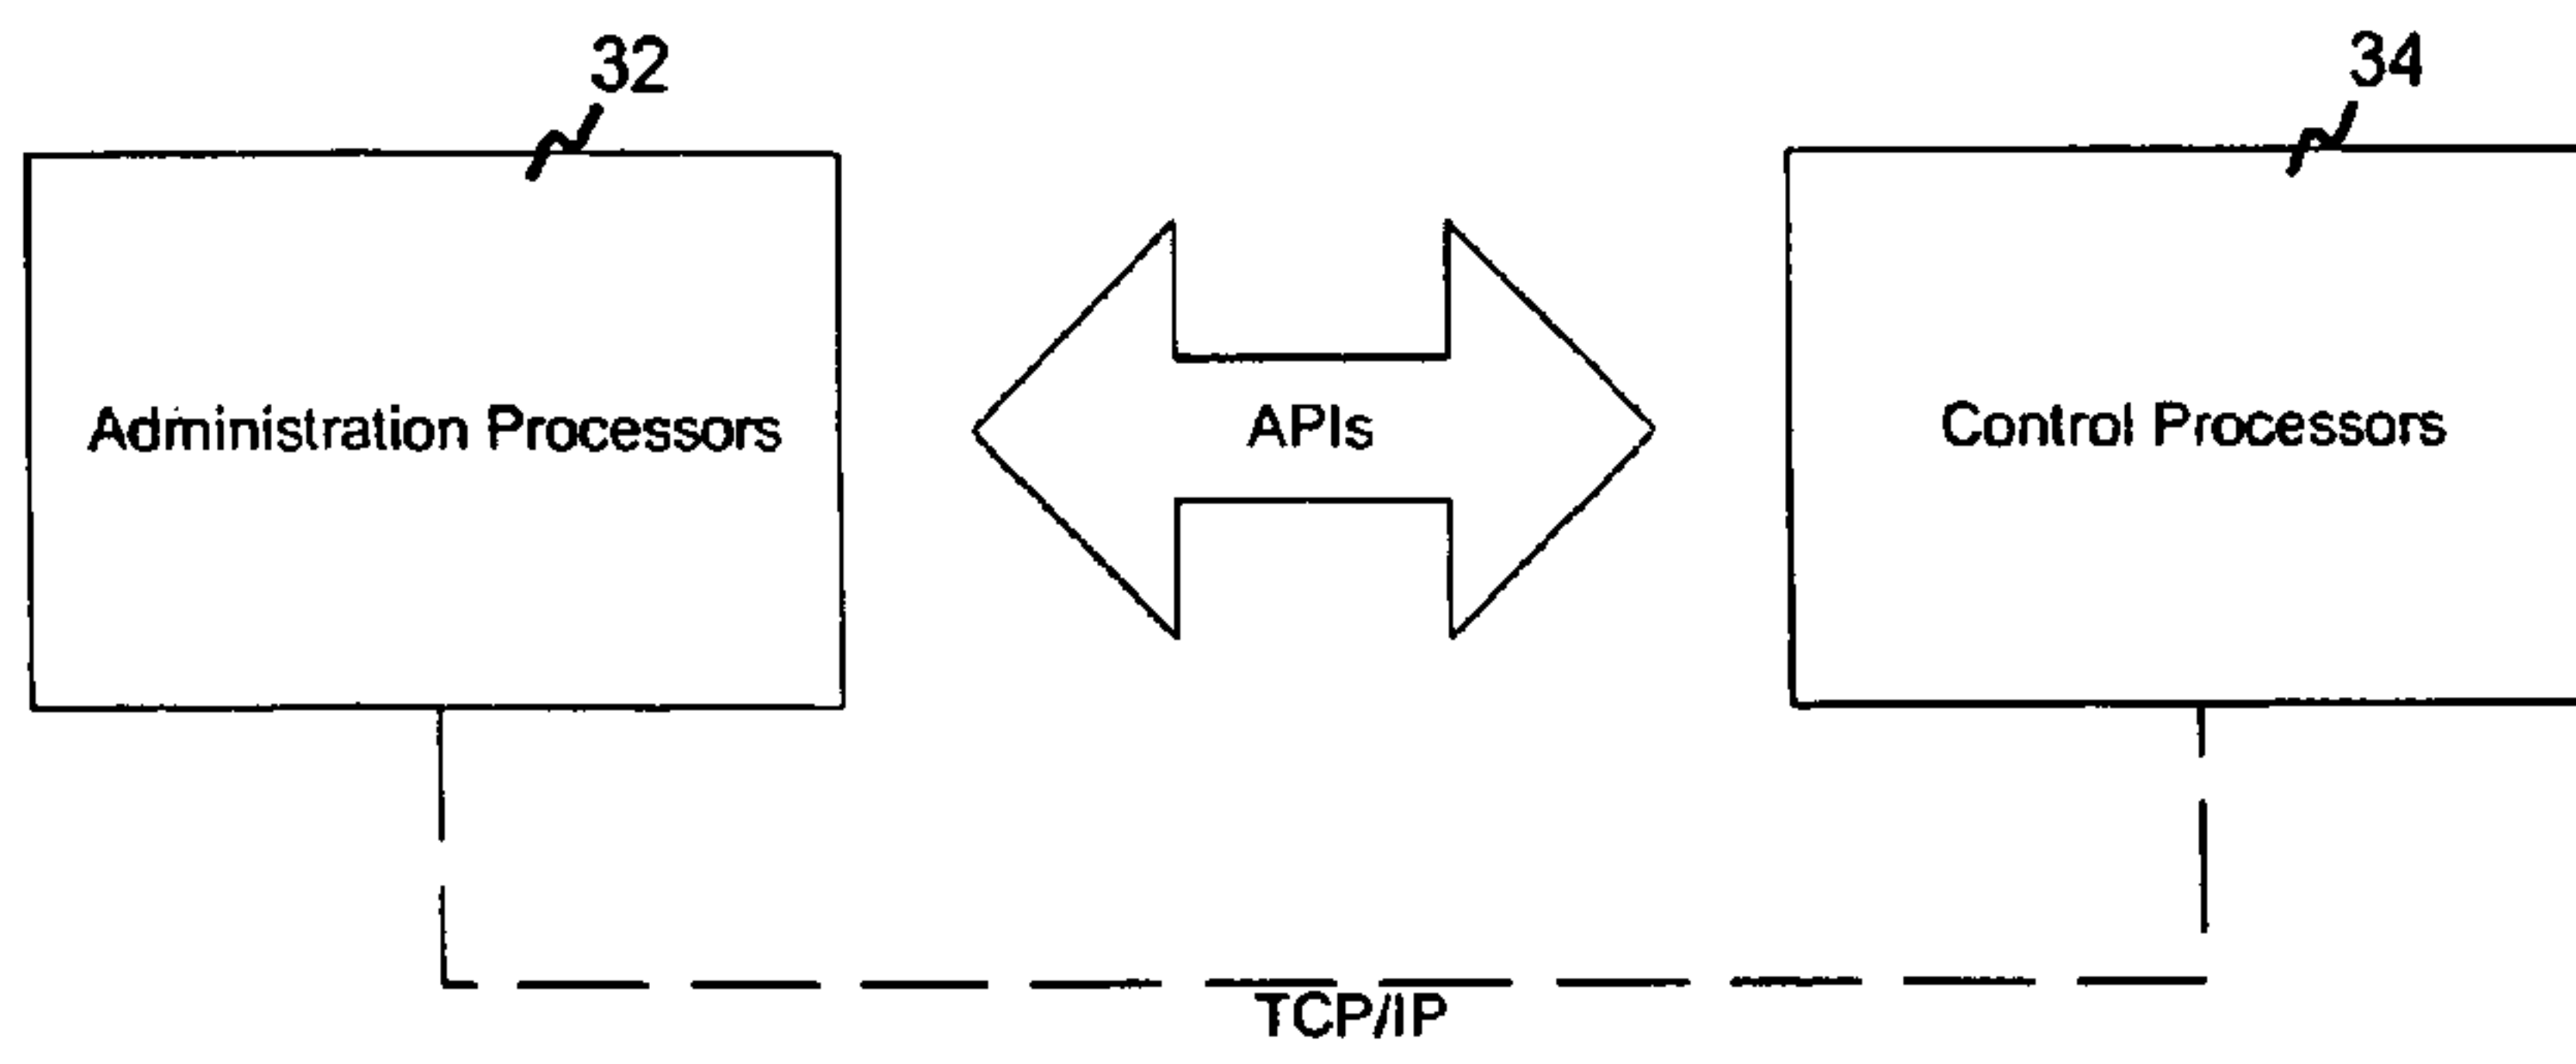 32
34
Administration Processors
APIs
Control Processors
TCP/IP